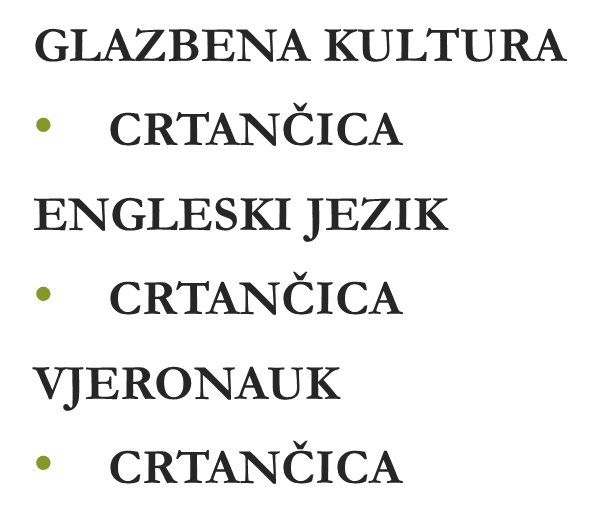 GLAZBENA KULTURA
• CRTANČICA
ENGLESKI JEZIK
• CRTANČICA
VJERONAUK
• CRTANČICA